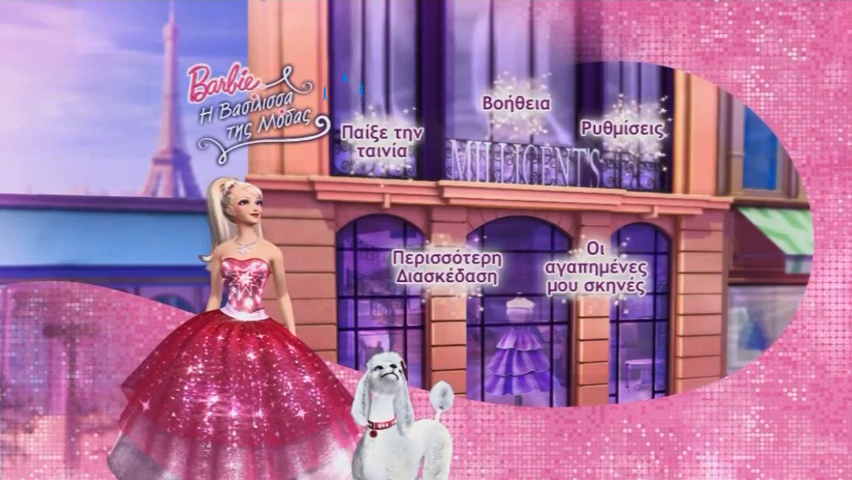 Barbie
Η Βασίλισσα
της Μόδας
Παίξε την
ταινία
Βοήθεια
Ρυθμίσεις
MILLICENT'S
Περισσότερη
Διασκέδαση
Οι
αγαπημένες
μου σκηνές